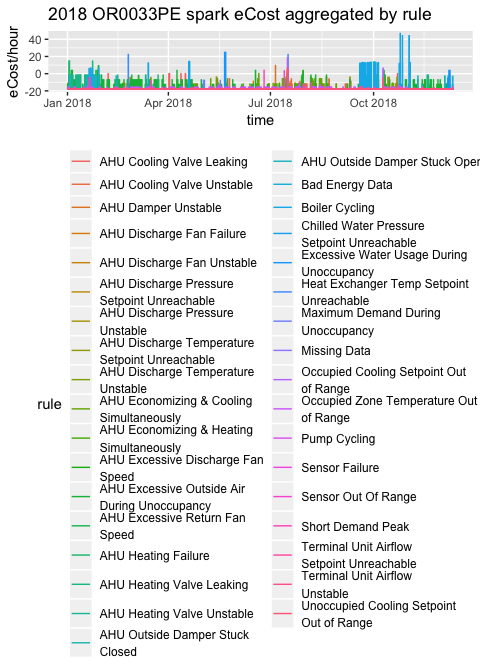 2018 OR0033PE spark eCost aggregated by rule
eCost/hour
40
20
0
-20
Jan 2018 Apr 2018 Jul 2018 Oct 2018
time
rule
AHU Cooling Valve Leaking
AHU Cooling Valve Unstable
AHU Damper Unstable
AHU Discharge Fan Failure
AHU Discharge Fan Unstable
AHU Discharge Pressure
Setpoint Unreachable
AHU Discharge Pressure
Unstable
AHU Discharge Temperature
Setpoint Unreachable
AHU Discharge Temperature
Unstable
AHU Economizing & Cooling
Simultaneously
AHU Economizing & Heating
Simultaneously
AHU Excessive Discharge Fan
Speed
AHU Excessive Outside Air
During Unoccupancy
AHU Excessive Return Fan
Speed
AHU Heating Failure
AHU Heating Valve Leaking
AHU Heating Valve Unstable
AHU Outside Damper Stuck
Closed
AHU Outside Damper Stuck Open
Bad Energy Data
Boiler Cycling
Chilled Water Pressure
Setpoint Unreachable
Excessive Water Usage During
Unoccupancy
Heat Exchanger Temp Setpoint
Unreachable
Maximum Demand During
Unoccupancy
Missing Data
Occupied Cooling Setpoint Out
of Range
Occupied Zone Temperature Out
of Range
Pump Cycling
Sensor Failure
Sensor Out Of Range
Short Demand Peak
Terminal Unit Airflow
Setpoint Unreachable
Terminal Unit Airflow
Unstable
Unoccupied Cooling Setpoint
Out of Range